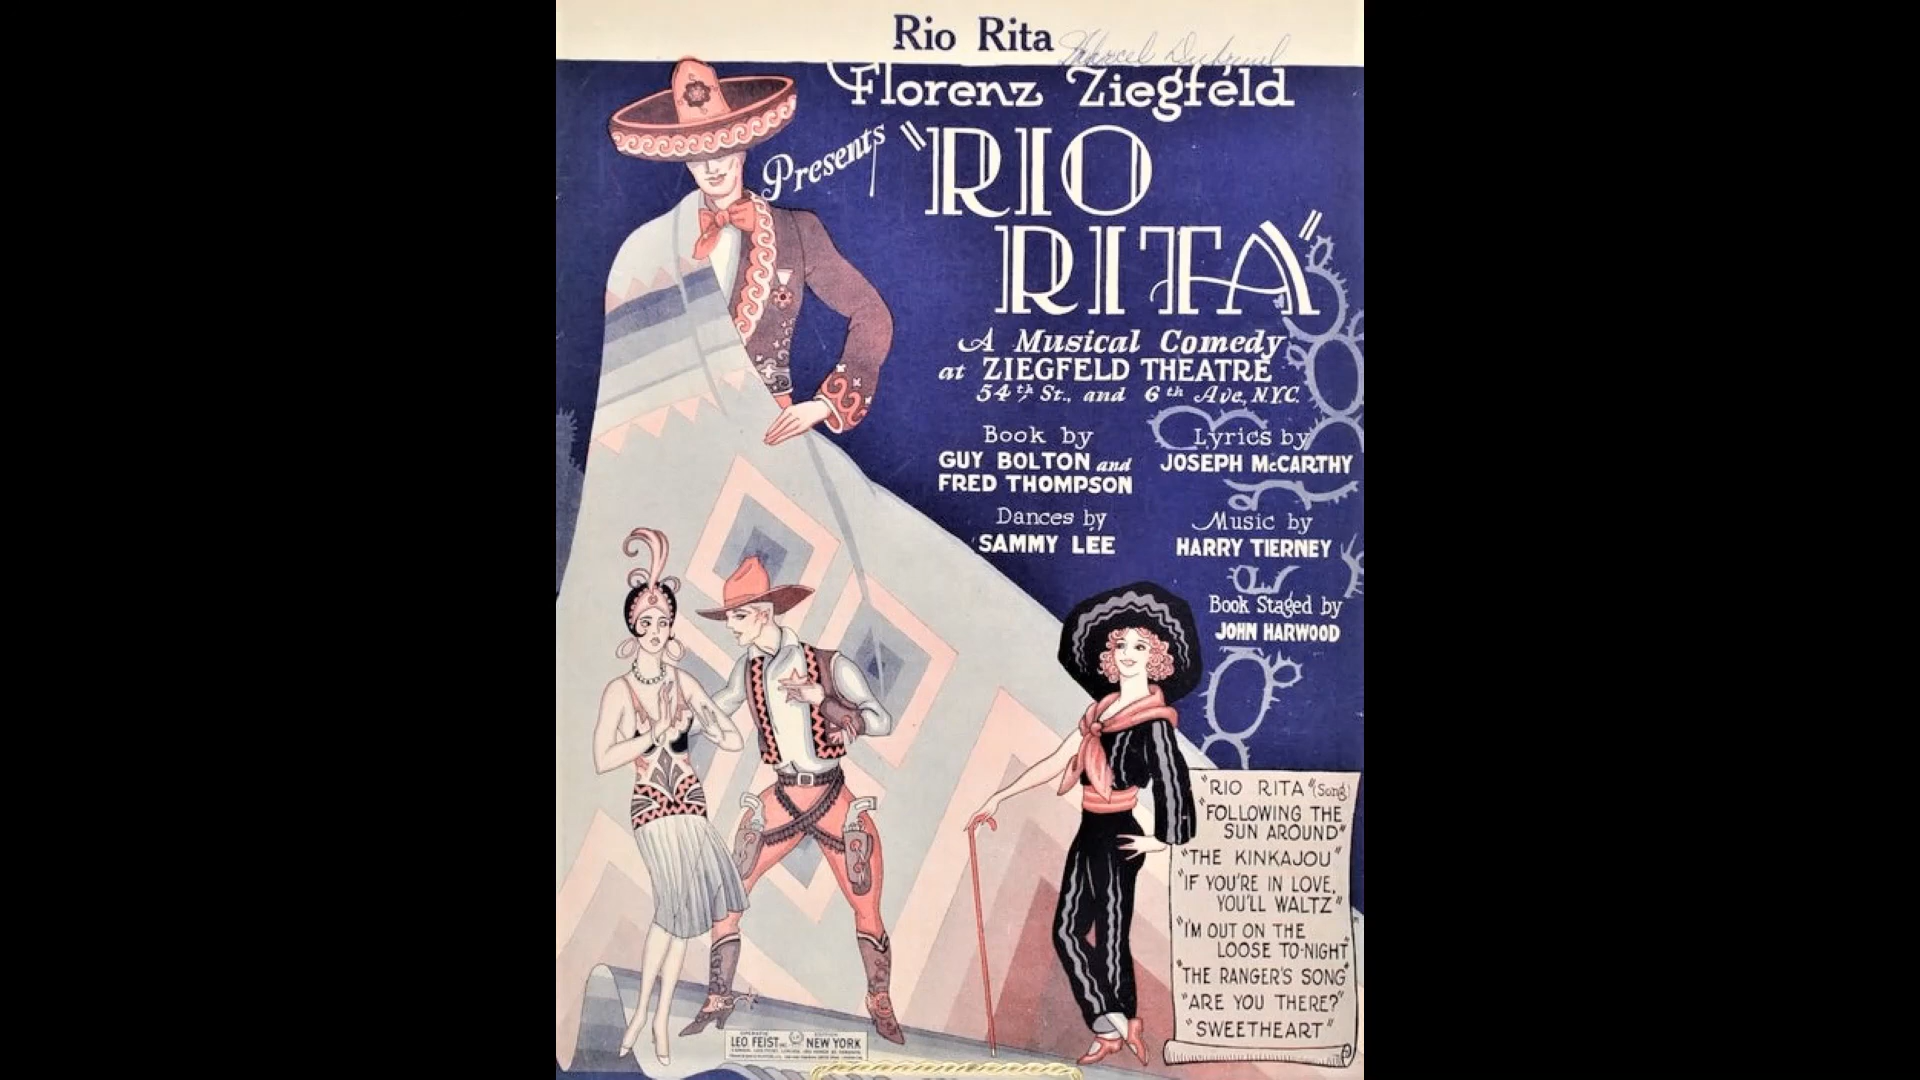 Rio Rita
Florenz Ziegfeld
Presents
"RIO
RITA"
A Musical Comedy
at ZIEGFELD THEATRE
54th St., and 6th Ave., N.Y.C.
Book by
GUY BOLTON and
FRED THOMPSON
Lyrics by
JOSEPH McCARTHY
Dances by
SAMMY LEE
Music by
HARRY TIERNEY
Book Staged by
JOHN HARWOOD
"RIO RITA" (Song)
"FOLLOWING THE
SUN AROUND"
"THE KINKAJOU"
"IF YOU'RE IN LOVE,
YOU'LL WALTZ"
"I'M OUT ON THE
LOOSE TO-NIGHT"
"THE RANGER'S SONG"
"ARE YOU THERE?"
"SWEETHEART"
LEO FEIST INC. NEW YORK